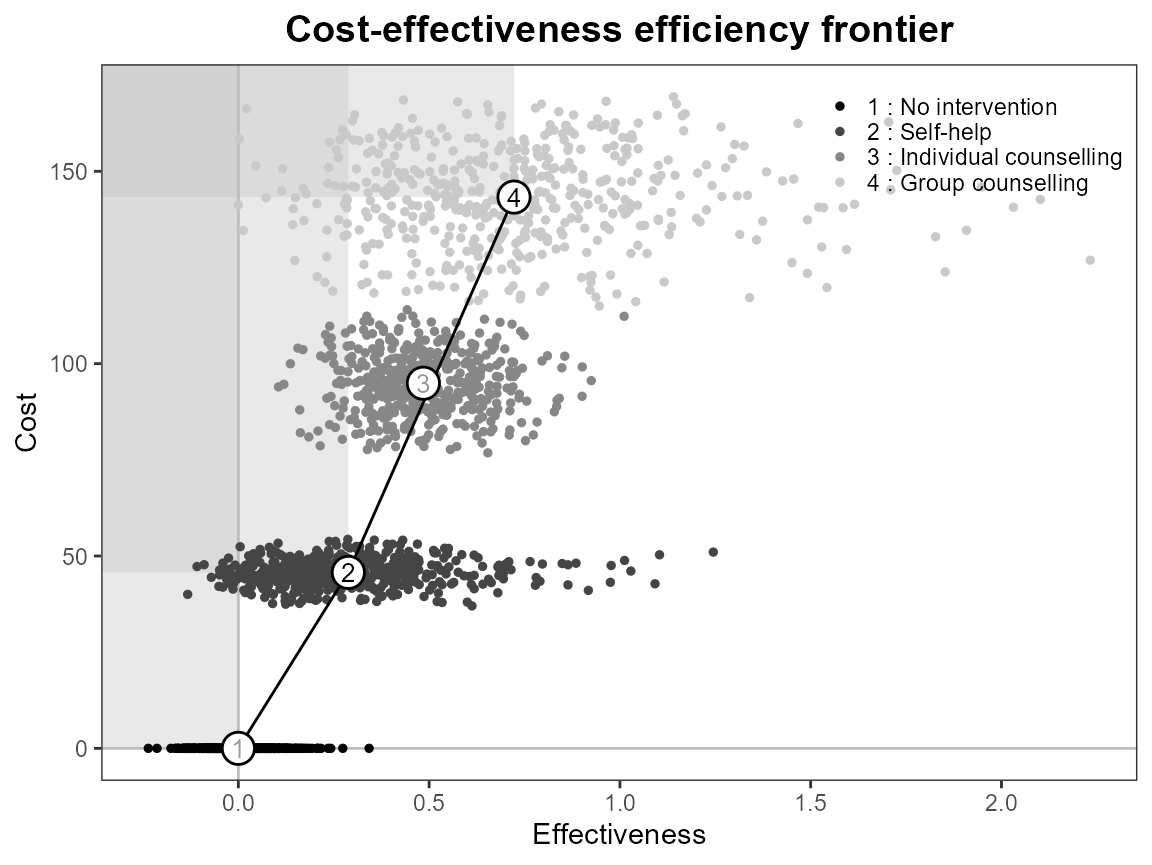 Cost-effectiveness efficiency frontier
1 : No intervention
2 : Self-help
3 : Individual counselling
4 : Group counselling
150
100
50
0
Cost
4
3
2
1
0.0 0.5 1.0 1.5 2.0
Effectiveness